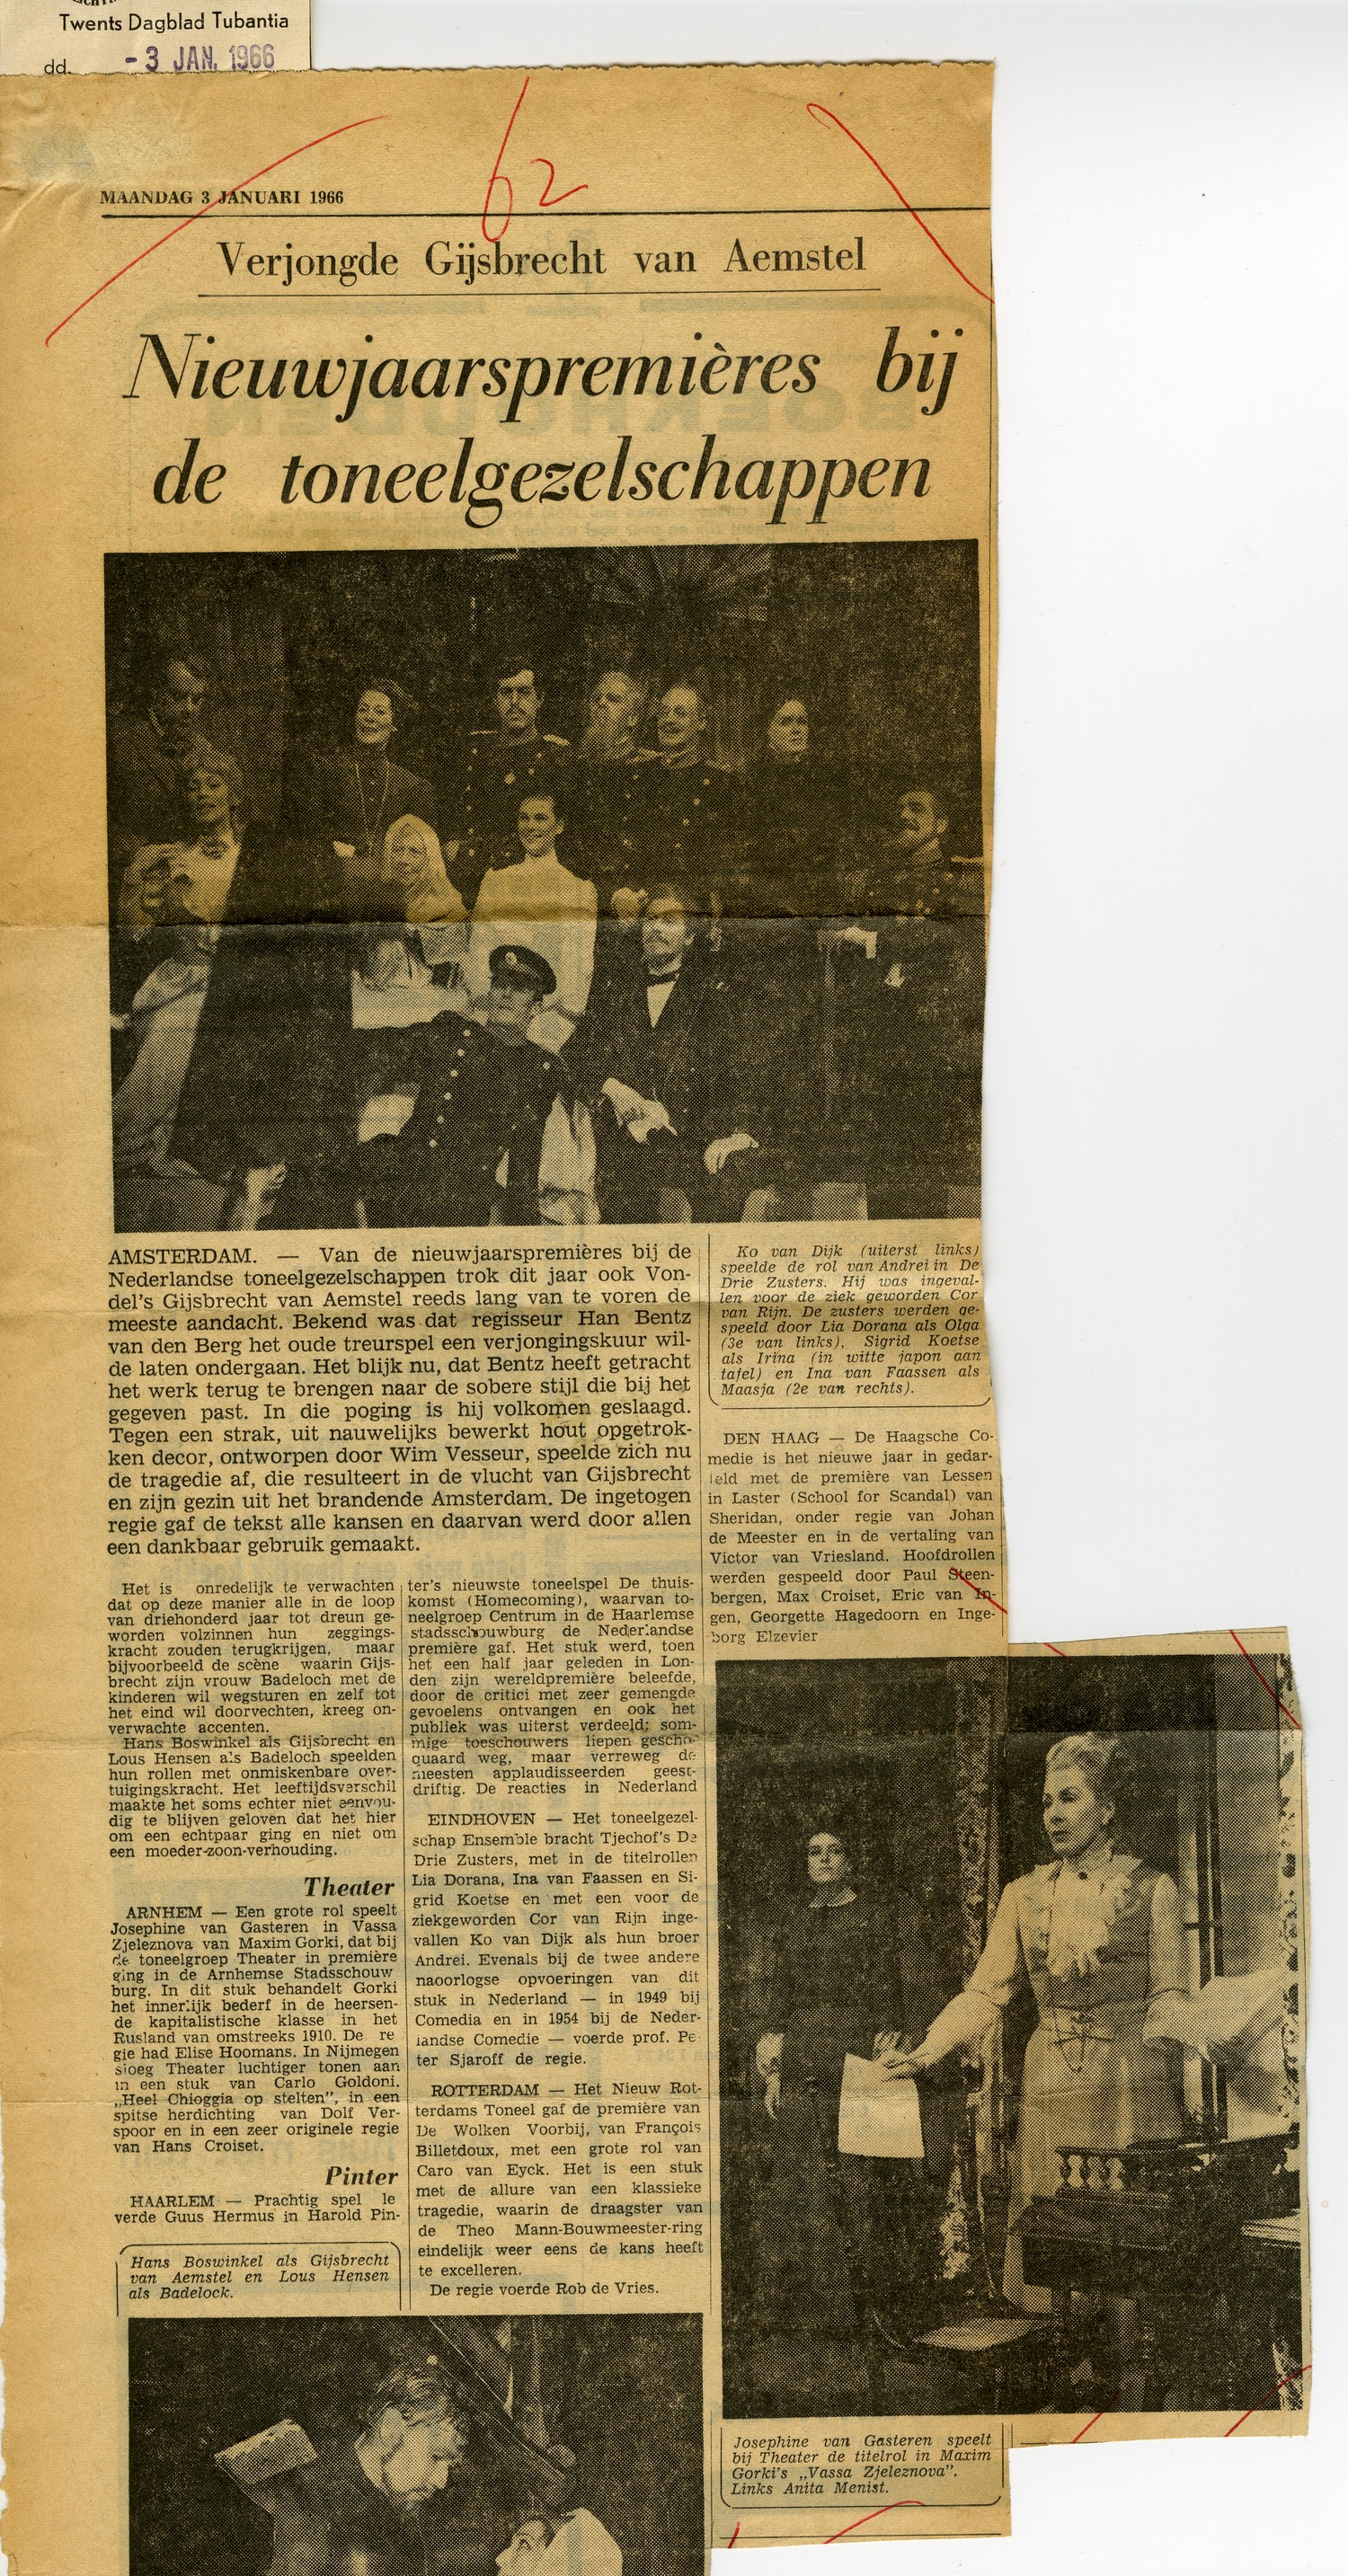 Twents Dagblad Tubantia
dd. - 3 JAN. 1966
62
MAANDAG 3 JANUARI 1966
Verjongde Gijsbrecht van Aemstel
Nieuwjaarspremières bij
de toneelgezelschappen
AMSTERDAM. — Van de nieuwjaarspremières bij de
Nederlandse toneelgezelschappen trok dit jaar ook Von-
del's Gijsbrecht van Aemstel reeds lang van te voren de
meeste aandacht. Bekend was dat regisseur Han Bentz
van den Berg het oude treurspel een verjongingskuur wil-
de laten ondergaan. Het blijk nu, dat Bentz heeft getracht
het werk terug te brengen naar de sobere stijl die bij het
gegeven past. In die poging is hij volkomen geslaagd.
Tegen een strak, uit nauwelijks bewerkt hout opgetrok-
ken decor, ontworpen door Wim Vesseur, speelde zich nu
de tragedie af, die resulteert in de vlucht van Gijsbrecht
en zijn gezin uit het brandende Amsterdam. De ingetogen
regie gaf de tekst alle kansen en daarvan werd door allen
een dankbaar gebruik gemaakt.
Het is onredelijk te verwachten
dat op deze manier alle in de loop
van driehonderd jaar tot dreun ge-
worden volzinnen hun zeggings-
kracht zouden terugkrijgen, maar
bijvoorbeeld de scène waarin Gijs-
brecht zijn vrouw Badeloch met de
kinderen wil wegsturen en zelf tot
het eind wil doorvechten, kreeg on-
verwachte accenten.
Hans Boswinkel als Gijsbrecht en
Lous Hensen als Badeloch speelden
hun rollen met onmiskenbare over-
tuigingskracht. Het leeftijdsverschil
maakte het soms echter niet eenvou-
dig te blijven geloven dat het hier
om een echtpaar ging en niet om
een moeder-zoon-verhouding.
Theater
ARNHEM — Een grote rol speelt
Josephine van Gasteren in Vassa
Zjeleznova van Maxim Gorki, dat bij
de toneelgroep Theater in première
ging in de Arnhemse Stadsschouw
burg. In dit stuk behandelt Gorki
het innerlijk bederf in de heersen-
de kapitalistische klasse in het
Rusland van omstreeks 1910. De re
gie had Elise Hoomans. In Nijmegen
sloeg Theater luchtiger tonen aan
in een stuk van Carlo Goldoni.
„Heel Chioggia op stelten”, in een
spitse herdichting van Dolf Ver-
spoor en in een zeer originele regie
van Hans Croiset.
Pinter
HAARLEM — Prachtig spel le
verde Guus Hermus in Harold Pin-
Hans Boswinkel als Gijsbrecht
van Aemstel en Lous Hensen
als Badelock.
ter's nieuwste toneelspel De thuis-
komst (Homecoming), waarvan to-
neelgroep Centrum in de Haarlemse
stadsschouwburg de Nederlandse
première gaf. Het stuk werd, toen
het een half jaar geleden in Lon-
den zijn wereldpremière beleefde,
door de critici met zeer gemengde
gevoelens ontvangen en ook het
publiek was uiterst verdeeld; som-
mige toeschouwers liepen gescho-
quaard weg, maar verreweg de
meesten applaudisseerden geest-
driftig. De reacties in Nederland
EINDHOVEN — Het toneelgezel-
schap Ensemble bracht Tjechof's De
Drie Zusters, met in de titelrollen
Lia Dorana, Ina van Faassen en Si-
grid Koetse en met een voor de
ziekgeworden Cor van Rijn inge-
vallen Ko van Dijk als hun broer
Andrei. Evenals bij de twee andere
naoorlogse opvoeringen van dit
stuk in Nederland — in 1949 bij
Comedia en in 1954 bij de Neder-
landse Comedie — voerde prof. Pe-
ter Sjaroff de regie.
ROTTERDAM — Het Nieuw Rot-
terdams Toneel gaf de première van
De Wolken Voorbij, van François
Billetdoux, met een grote rol van
Caro van Eyck. Het is een stuk
met de allure van een klassieke
tragedie, waarin de draagster van
de Theo Mann-Bouwmeester-ring
eindelijk weer eens de kans heeft
te excelleren.
De regie voerde Rob de Vries.
Ko van Dijk (uiterst links)
speelde de rol van Andrei in De
Drie Zusters. Hij was ingeval-
len voor de ziek geworden Cor
van Rijn. De zusters werden ge-
speeld door Lia Dorana als Olga
(3e van links), Sigrid Koetse
als Irina (in witte japon aan
tafel) en Ina van Faassen als
Maasja (2e van rechts).
DEN HAAG — De Haagsche Co-
medie is het nieuwe jaar in gedar-
teld met de première van Lessen
in Laster (School for Scandal) van
Sheridan, onder regie van Johan
de Meester en in de vertaling van
Victor van Vriesland. Hoofdrollen
werden gespeeld door Paul Steen-
bergen, Max Croiset, Eric van In-
gen, Georgette Hagedoorn en Inge-
borg Elzevier
Josephine van Gasteren speelt
bij Theater de titelrol in Maxim
Gorki's „Vassa Zjeleznova”.
Links Anita Menist.